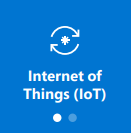 Internet of
Things (IoT)